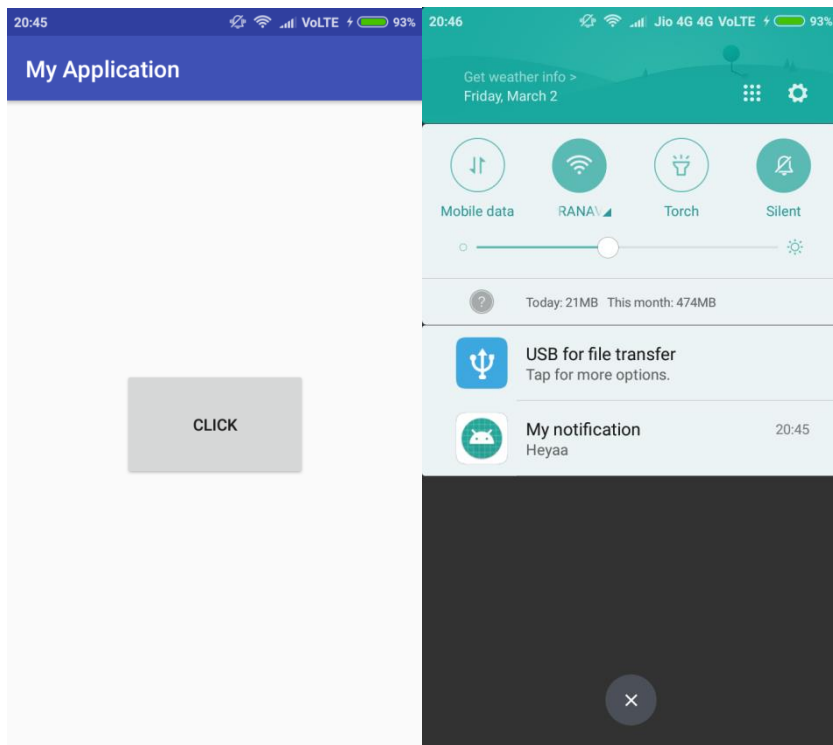 20:45 VoLTE 93%
My Application
CLICK
20:46 Jio 4G 4G VoLTE 93%
Get weather info >
Friday, March 2
Mobile data Torch Silent
Today: 21MB This month: 474MB
USB for file transfer
Tap for more options.
My notification 20:45
Heyaa